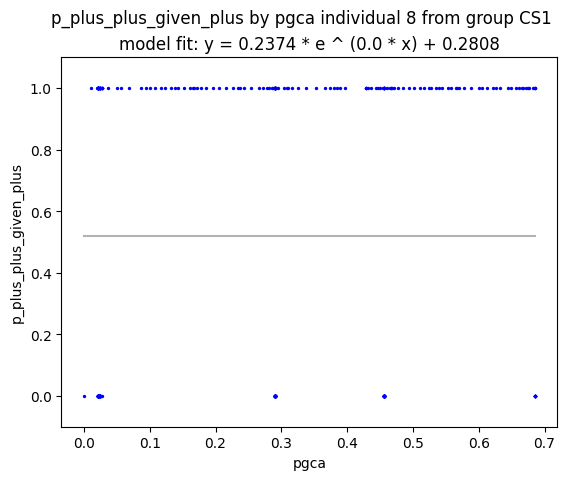 p_plus_plus_given_plus by pgca individual 8 from group CS1
model fit: y = 0.2374 * e ^ (0.0 * x) + 0.2808
1.0
0.8
0.6
0.4
0.2
0.0
p_plus_plus_given_plus
0.0 0.1 0.2 0.3 0.4 0.5 0.6 0.7
pgca